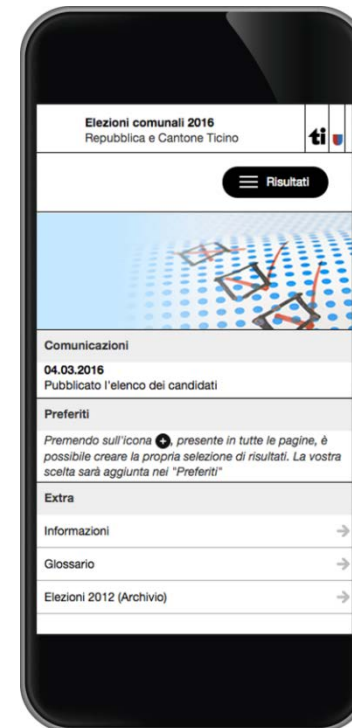 Elezioni comunali 2016
Repubblica e Cantone Ticino
ti
Risultati
Comunicazioni
04.03.2016
Pubblicato l'elenco dei candidati
Preferiti
Premendo sull'icona +, presente in tutte le pagine, è
possibile creare la propria selezione di risultati. La vostra
scelta sarà aggiunta nei "Preferiti"
Extra
Informazioni
Glossario
Elezioni 2012 (Archivio)